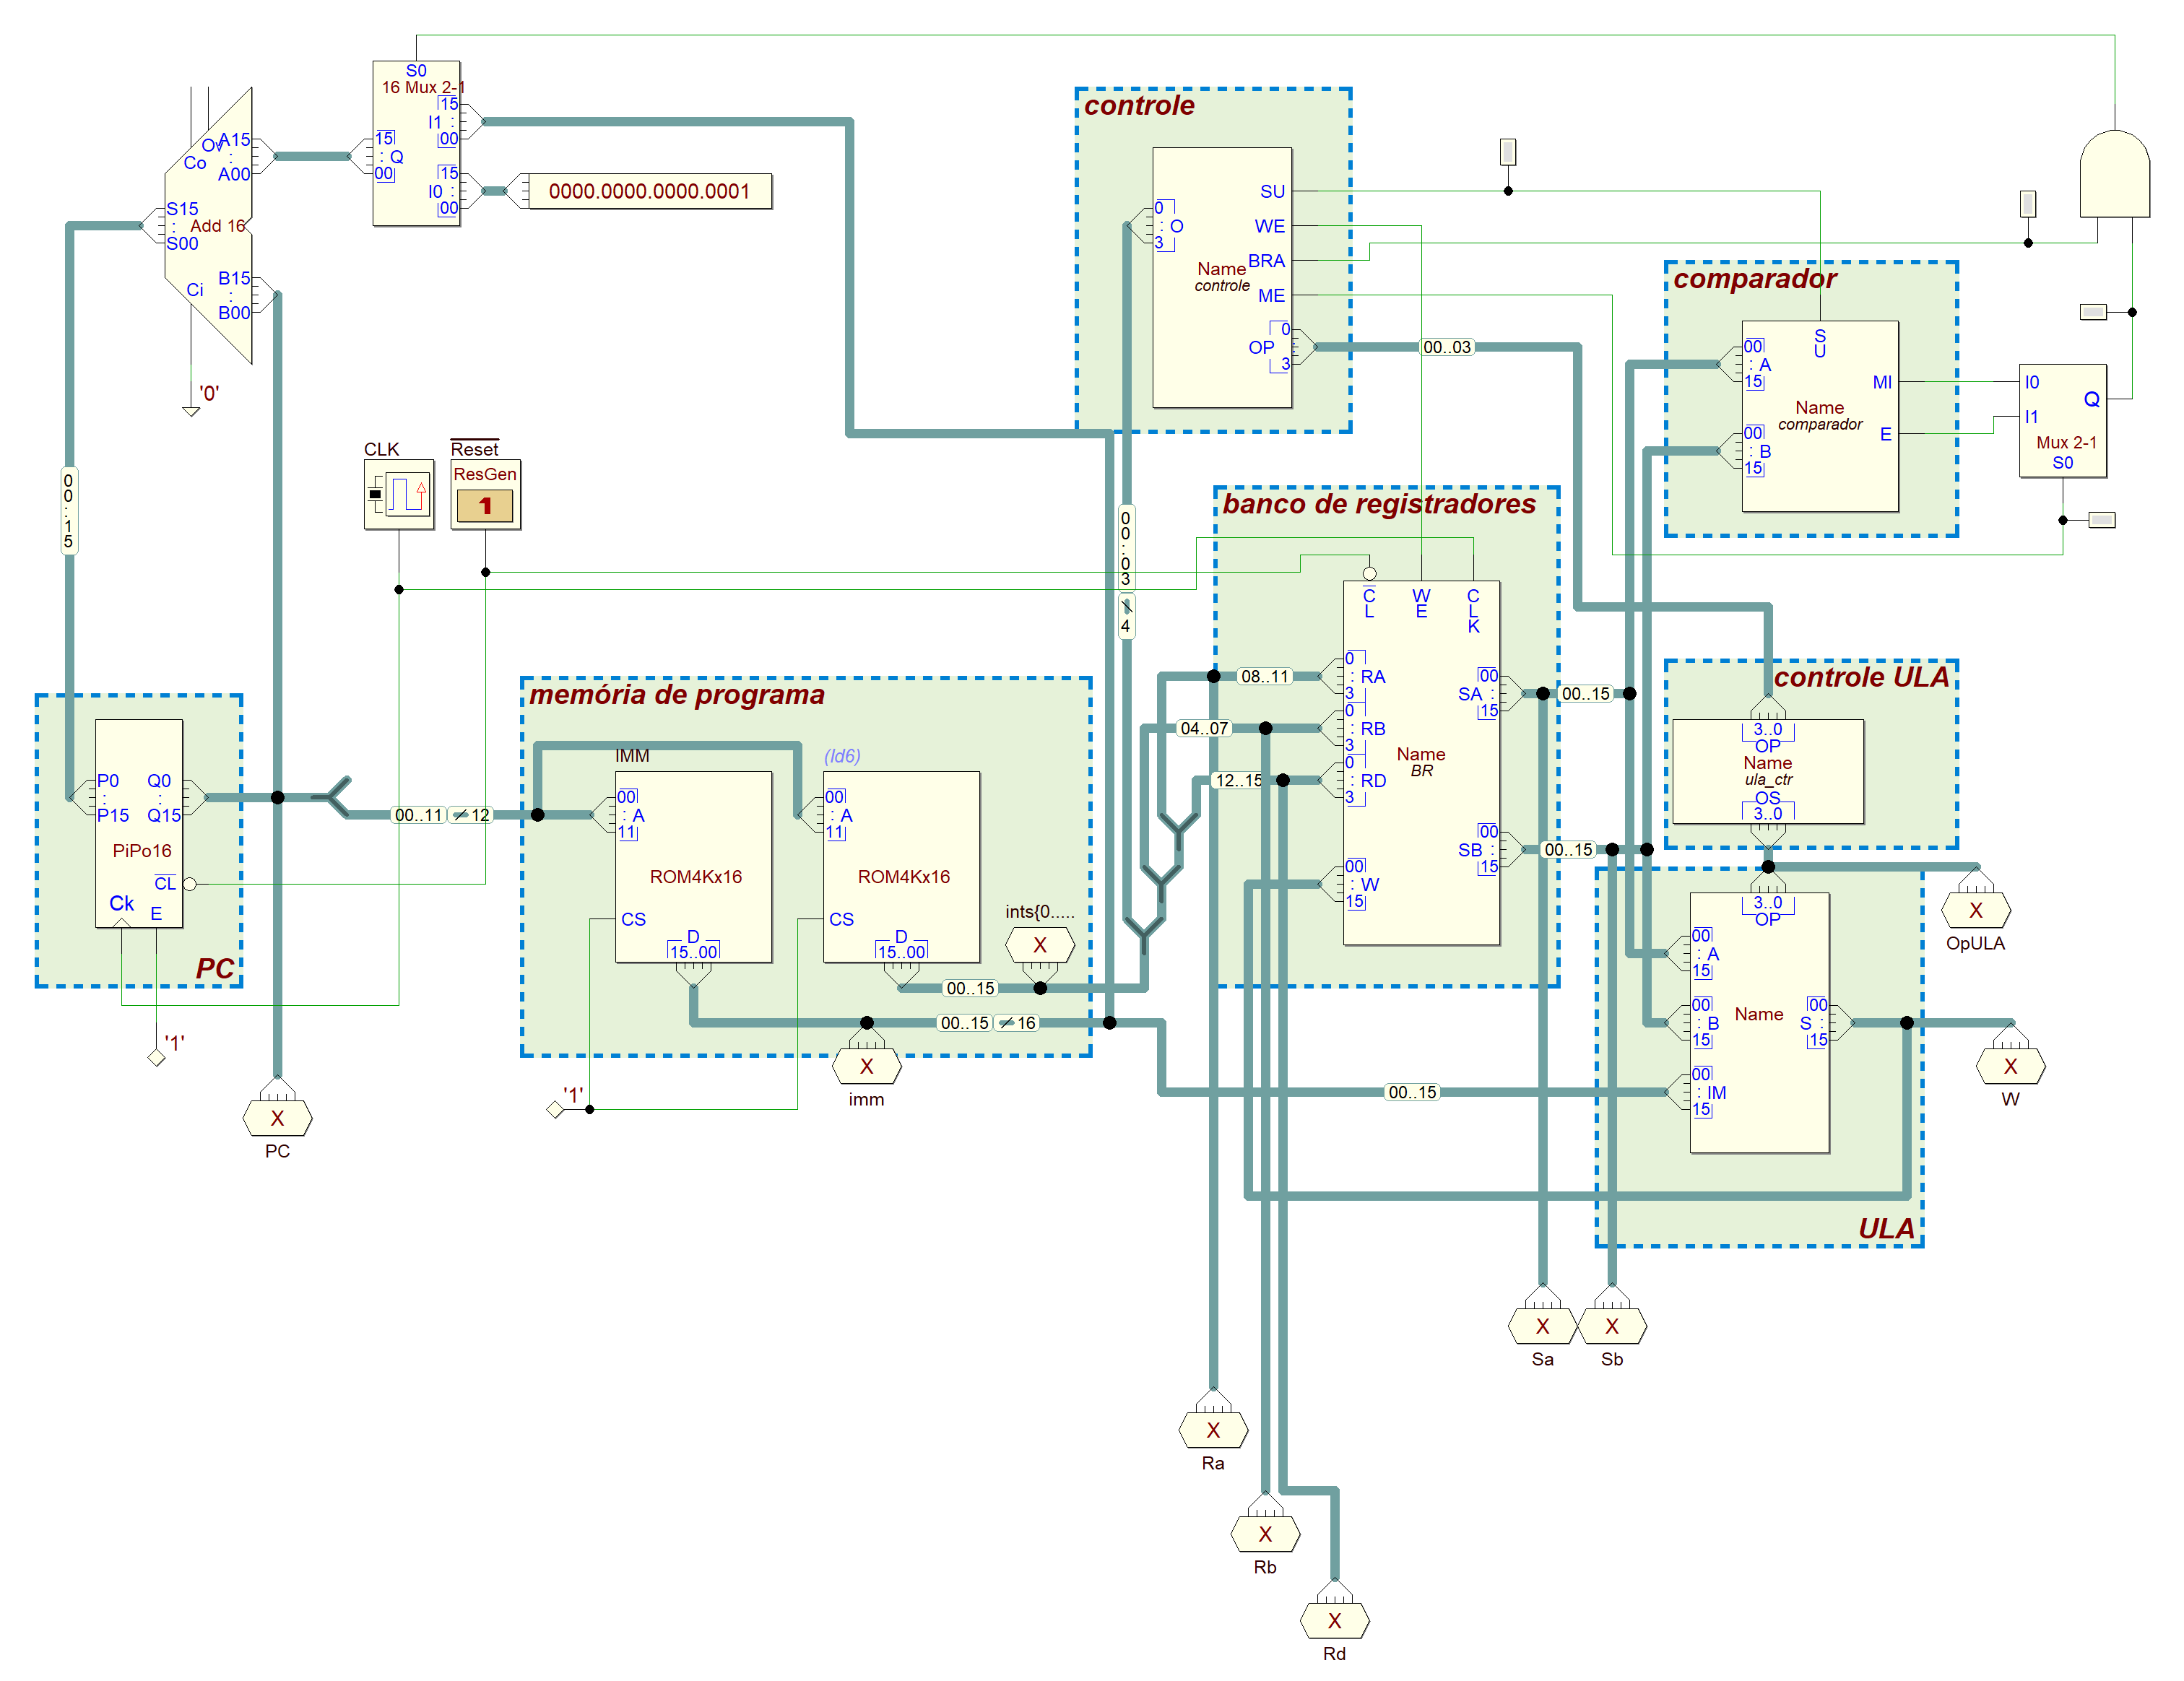 S0
16 Mux 2-1
15
I1 :
00
15
: Q
00
15
I0 :
00
0000.0000.0000.0001
Ov
A15
:
A00
Co
S15
:
S00
Add 16
B15
:
B00
Ci
'0'
controle
0
: O
3
SU
WE
BRA
ME
Name
controle
0
OP :
3
00..03
comparador
S
U
00
: A
15
00
: B
15
MI
E
Name
comparador
I0
I1
Q
Mux 2-1
S0
CLK
Reset
ResGen
1
00..15
00..03
4
banco de registradores
C
L
W
E
C
L
K
0
: RA
3
0
: RB
3
0
: RD
3
00
: W
15
00
SA :
15
00
SB :
15
Name
BR
08..11
04..07
12..15
00..15
00..15
controle ULA
3..0
OP
Name
ula_ctr
OS
3..0
PC
P0
:
P15
Q0
:
Q15
PiPo16
CL
Ck
E
'1'
00..11
12
memória de programa
IMM
(Id6)
00
: A
11
ROM4Kx16
CS
D
15..00
00
: A
11
ROM4Kx16
CS
D
15..00
ints{0.....
X
00..15
00..15
16
X
imm
'1'
X
PC
3..0
OP
00
: A
15
00
: B
15
00
: IM
15
Name
00
S :
15
00..15
ULA
X
OpULA
X
W
X
Sa
X
Sb
X
Ra
X
Rb
X
Rd